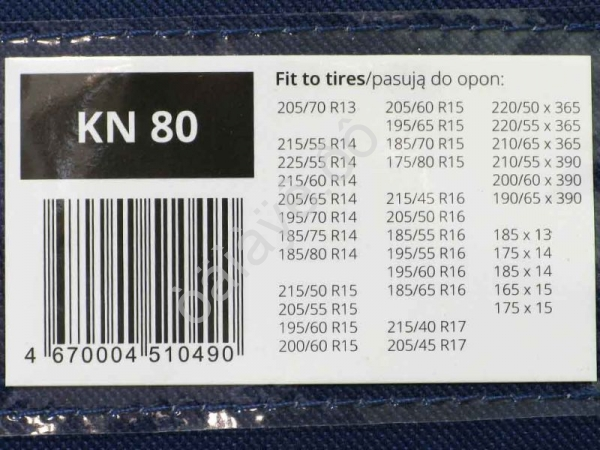 KN 80
4 670004 510490
Fit to tires/pasują do opon:
205/70 R13
215/55 R14
225/55 R14
215/60 R14
205/65 R14
195/70 R14
185/75 R14
185/80 R14
215/50 R15
205/55 R15
195/60 R15
200/60 R15
205/60 R15
195/65 R15
185/70 R15
175/80 R15
215/45 R16
205/50 R16
185/55 R16
195/55 R16
195/60 R16
185/65 R16
215/40 R17
205/45 R17
220/50 x 365
220/55 x 365
210/65 x 365
210/55 x 390
200/60 x 390
190/65 x 390
185 x 13
175 x 14
185 x 14
165 x 15
175 x 15